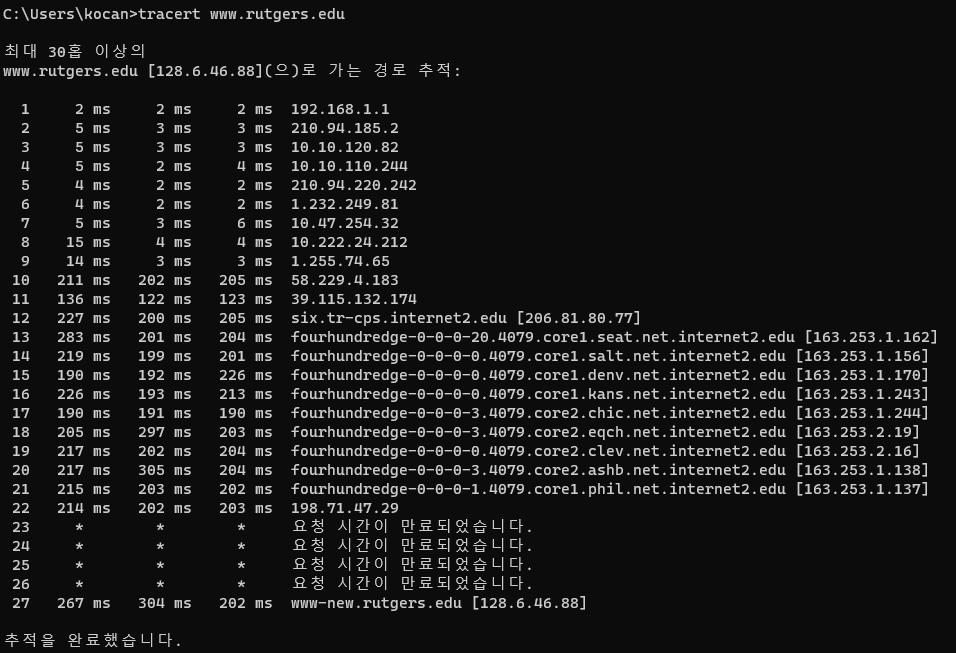 C:\Users\kocan>tracert www.rutgers.edu
최대 30홉 이상의
www.rutgers.edu [128.6.46.88](으)로 가는 경로 추적:
1 2 ms 2 ms 2 ms 192.168.1.1
2 5 ms 3 ms 3 ms 210.94.185.2
3 5 ms 3 ms 3 ms 10.10.120.82
4 5 ms 2 ms 4 ms 10.10.110.244
5 4 ms 2 ms 2 ms 210.94.220.242
6 4 ms 2 ms 2 ms 1.232.249.81
7 5 ms 3 ms 6 ms 10.47.254.32
8 15 ms 4 ms 4 ms 10.222.24.212
9 14 ms 3 ms 3 ms 1.255.74.65
10 211 ms 202 ms 205 ms 58.229.4.183
11 136 ms 122 ms 123 ms 39.115.132.174
12 227 ms 200 ms 205 ms six.tr-cps.internet2.edu [206.81.80.77]
13 283 ms 201 ms 204 ms fourhundredge-0-0-0-20.4079.core1.seat.net.internet2.edu [163.253.1.162]
14 219 ms 199 ms 201 ms fourhundredge-0-0-0-0.4079.core1.salt.net.internet2.edu [163.253.1.156]
15 190 ms 192 ms 226 ms fourhundredge-0-0-0-0.4079.core1.denv.net.internet2.edu [163.253.1.170]
16 226 ms 193 ms 213 ms fourhundredge-0-0-0-0.4079.core1.kans.net.internet2.edu [163.253.1.243]
17 190 ms 191 ms 190 ms fourhundredge-0-0-0-3.4079.core2.chic.net.internet2.edu [163.253.1.244]
18 205 ms 297 ms 203 ms fourhundredge-0-0-0-3.4079.core2.eqch.net.internet2.edu [163.253.2.19]
19 217 ms 202 ms 204 ms fourhundredge-0-0-0-0.4079.core2.clev.net.internet2.edu [163.253.2.16]
20 217 ms 305 ms 204 ms fourhundredge-0-0-0-3.4079.core2.ashb.net.internet2.edu [163.253.1.138]
21 215 ms 203 ms 202 ms fourhundredge-0-0-0-1.4079.core1.phil.net.internet2.edu [163.253.1.137]
22 214 ms 202 ms 203 ms 198.71.47.29
23 * * * 요청 시간이 만료되었습니다.
24 * * * 요청 시간이 만료되었습니다.
25 * * * 요청 시간이 만료되었습니다.
26 * * * 요청 시간이 만료되었습니다.
27 267 ms 304 ms 202 ms www-new.rutgers.edu [128.6.46.88]
추적을 완료했습니다.